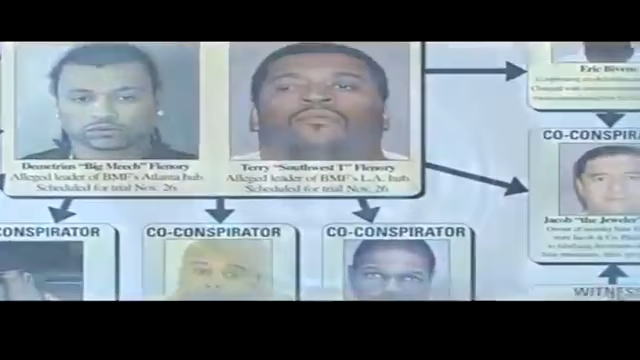 Eric Bivens
Demetrius "Big Meech" Flenory
Alleged leader of BMF's Atlanta hub
Scheduled for trial Nov. 26
Terry "Southwest T" Flenory
Alleged leader of BMF's L.A. hub
Scheduled for trial Nov. 26
CO-CONSPIRA
Jacob "the Jeweler
CONSPIRATOR
CO-CONSPIRATOR
CO-CONSPIRATOR
WITNESS